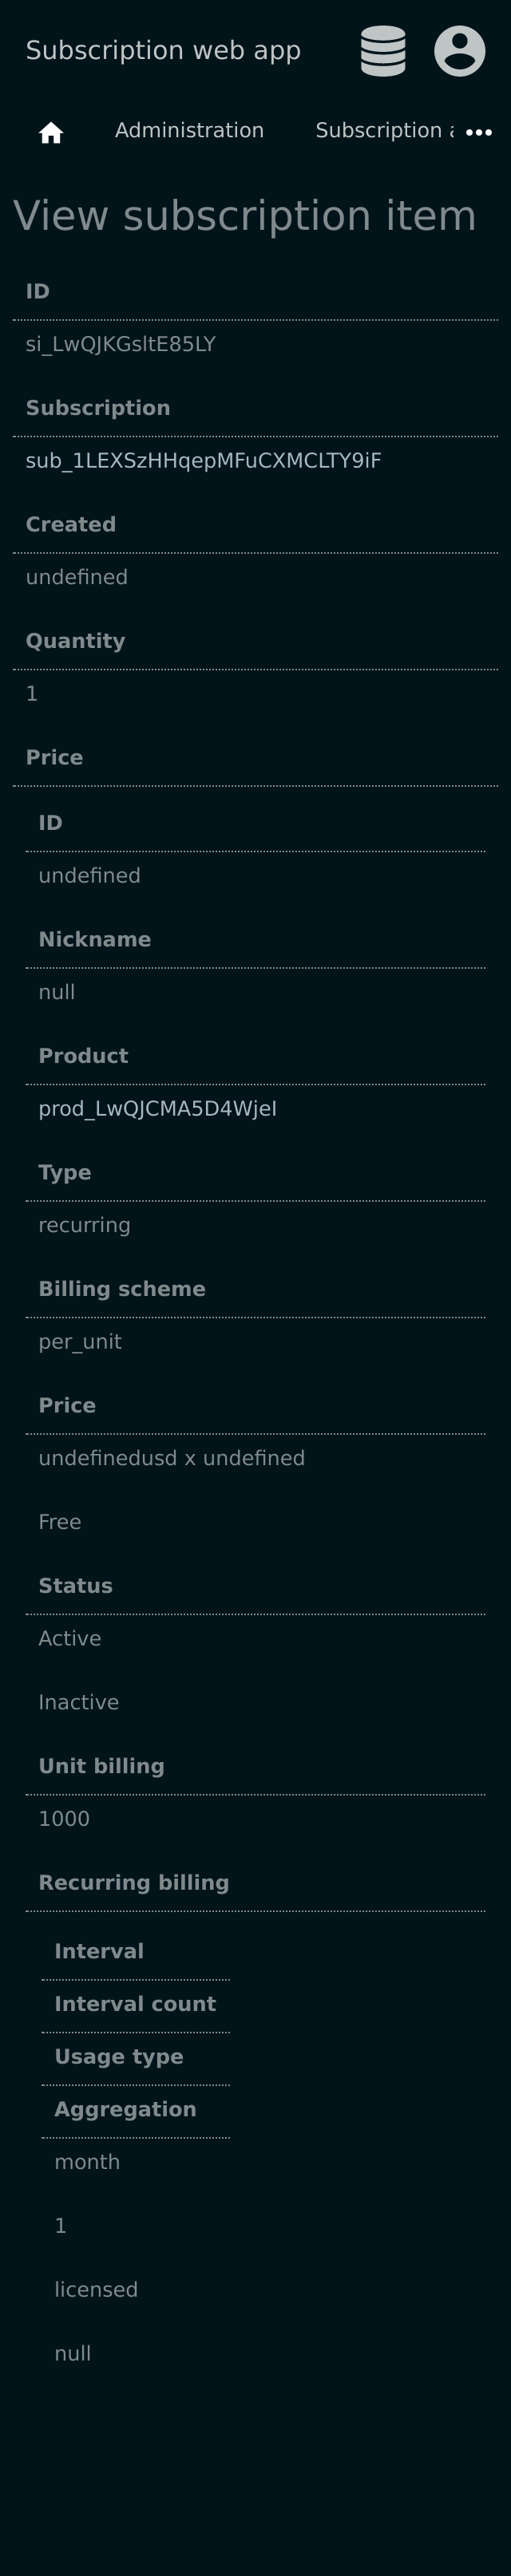 Subscription web app
Administration
Subscription
View subscription item
ID
si_LwQJKGsltE85LY
Subscription
sub_1LEXSzHHqepMFuCXMCLTY9iF
Created
undefined
Quantity
1
Price
ID
undefined
Nickname
null
Product
prod_LwQJCMA5D4WjeI
Type
recurring
Billing scheme
per_unit
Price
undefinedusd x undefined
Free
Status
Active
Inactive
Unit billing
1000
Recurring billing
Interval
Interval count
Usage type
Aggregation
month
1
licensed
null